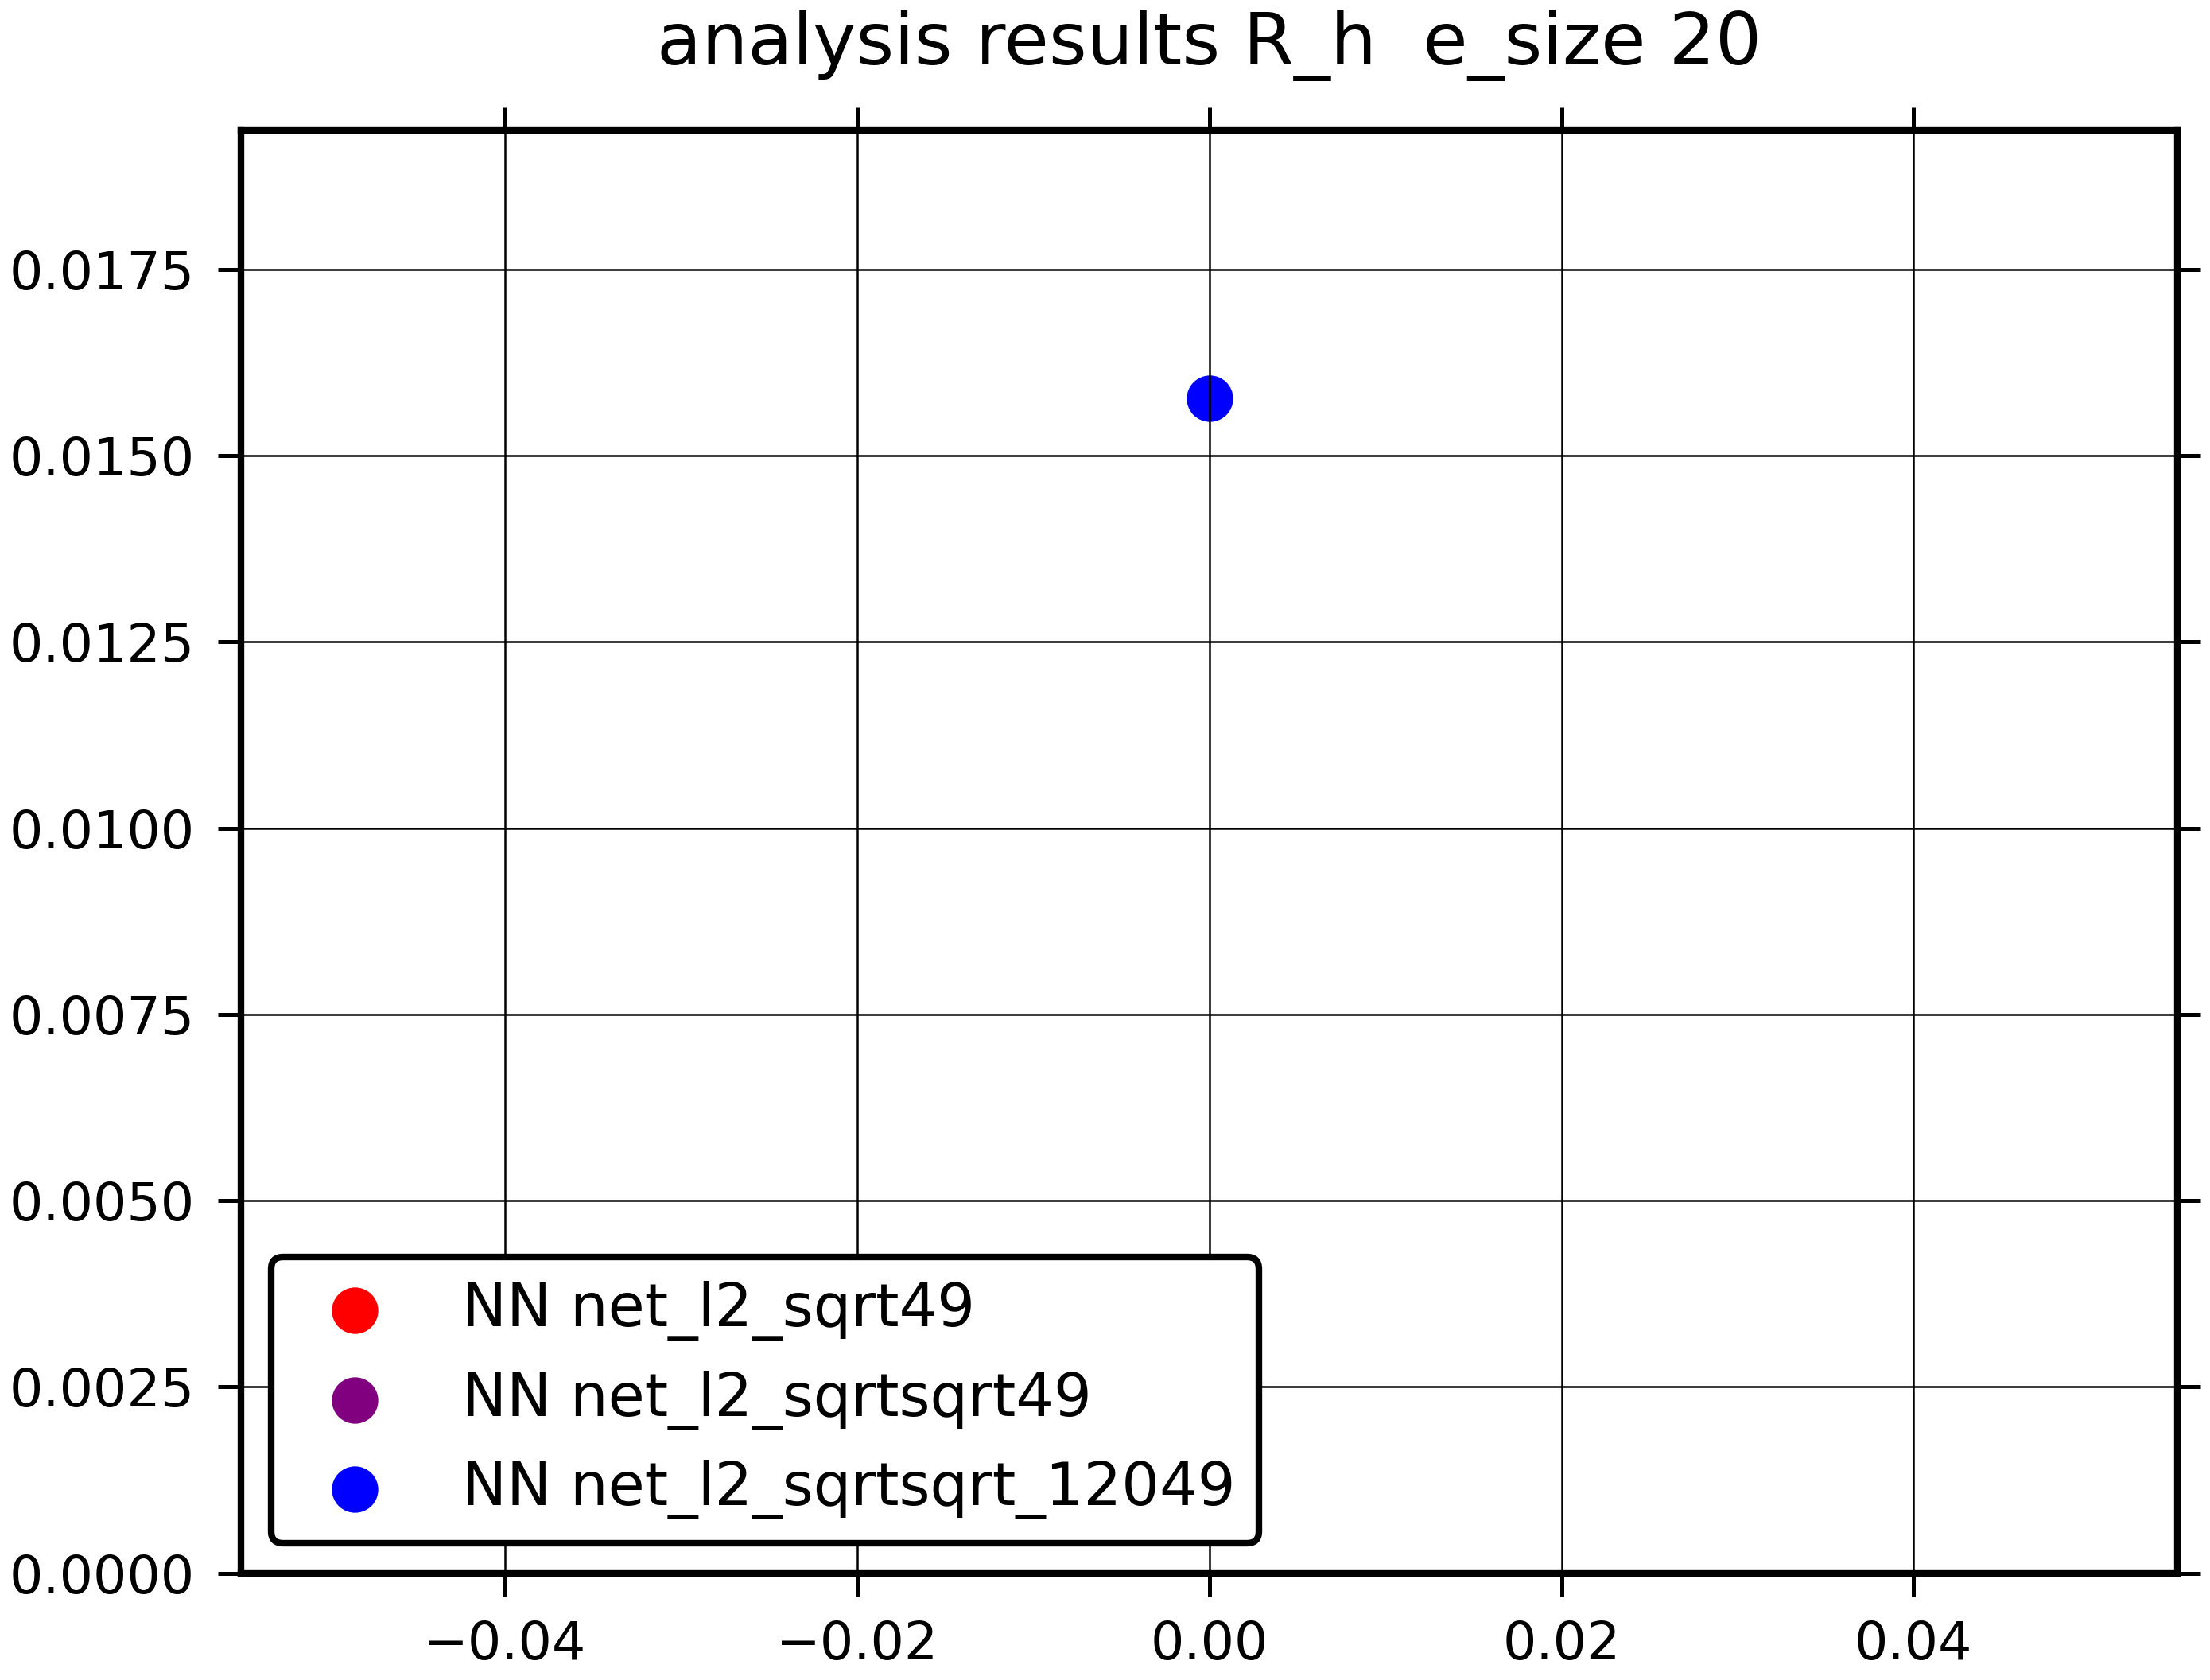 analysis results R_h  e_size 20
0.0175
0.0150
0.0125
0.0100
0.0075
0.0050
0.0025
0.0000
NN net_l2_sqrt49
NN net_l2_sqrtsqrt49
NN net_l2_sqrtsqrt_12049
−0.04 −0.02 0.00 0.02 0.04